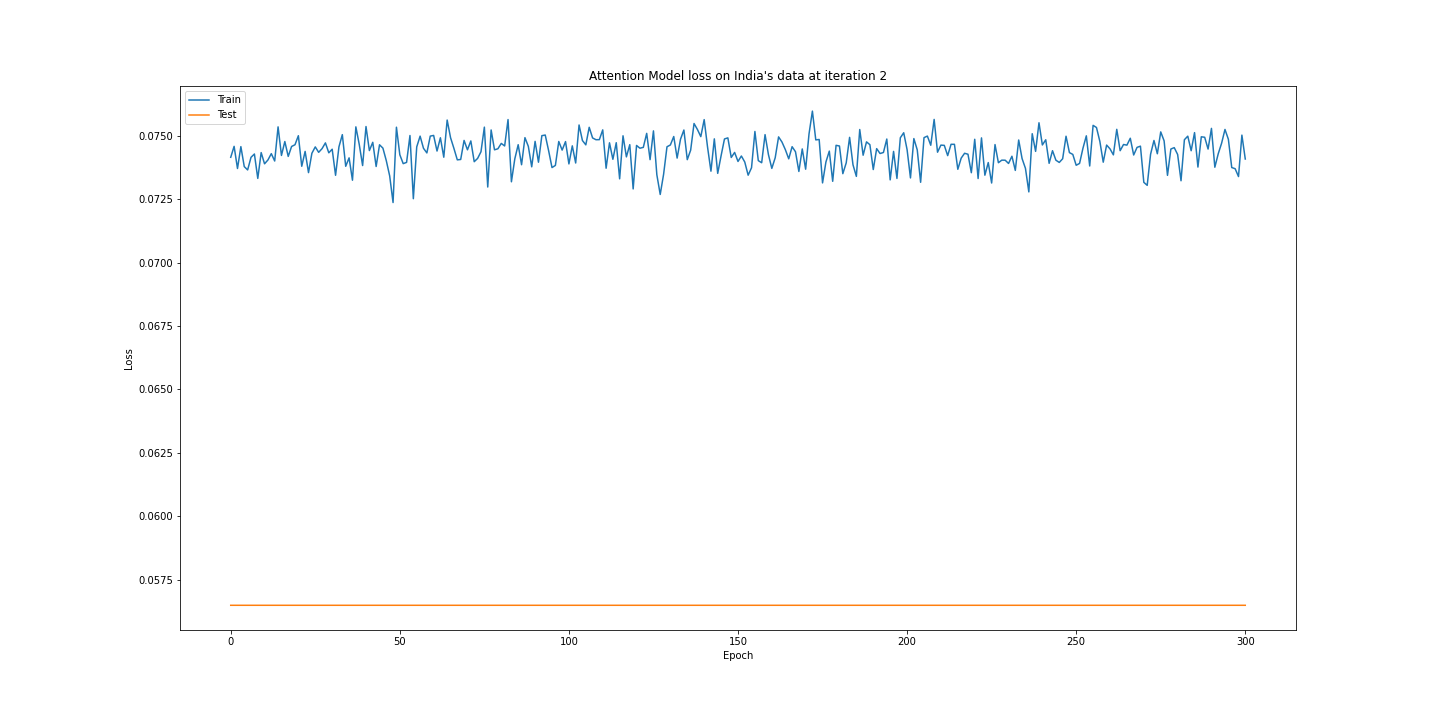 Attention Model loss on India's data at iteration 2
Train
Test
0.0750
0.0725
0.0700
0.0675
0.0650
0.0625
0.0600
0.0575
Loss
0 50 100 150 200 250 300
Epoch